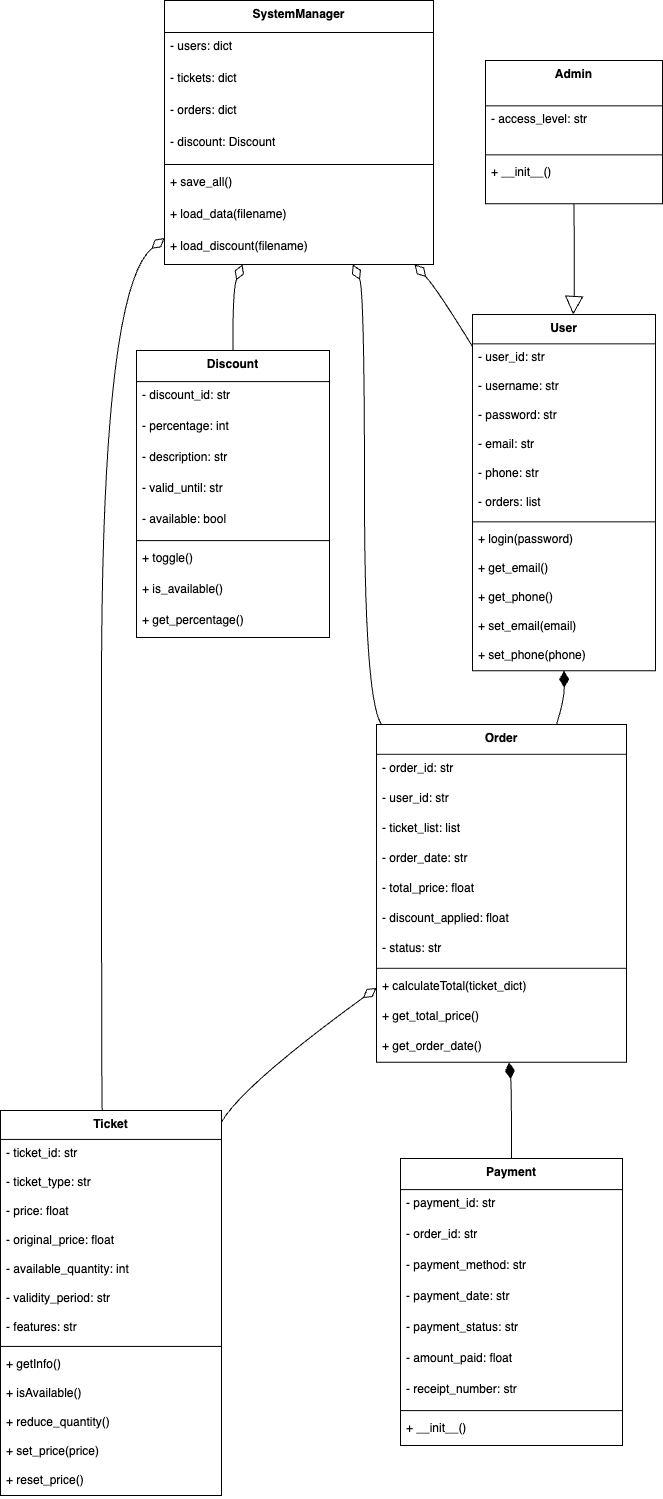 SystemManager
- users: dict
- tickets: dict
- orders: dict
- discount: Discount
+ save_all()
+ load_data(filename)
+ load_discount(filename)
Admin
- access_level: str
+ __init__()
Discount
- discount_id: str
- percentage: int
- description: str
- valid_until: str
- available: bool
+ toggle()
+ is_available()
+ get_percentage()
User
- user_id: str
- username: str
- password: str
- email: str
- phone: str
- orders: list
+ login(password)
+ get_email()
+ get_phone()
+ set_email(email)
+ set_phone(phone)
Order
- order_id: str
- user_id: str
- ticket_list: list
- order_date: str
- total_price: float
- discount_applied: float
- status: str
+ calculateTotal(ticket_dict)
+ get_total_price()
+ get_order_date()
Ticket
- ticket_id: str
- ticket_type: str
- price: float
- original_price: float
- available_quantity: int
- validity_period: str
- features: str
+ getInfo()
+ isAvailable()
+ reduce_quantity()
+ set_price(price)
+ reset_price()
Payment
- payment_id: str
- order_id: str
- payment_method: str
- payment_date: str
- payment_status: str
- amount_paid: float
- receipt_number: str
+ __init__()